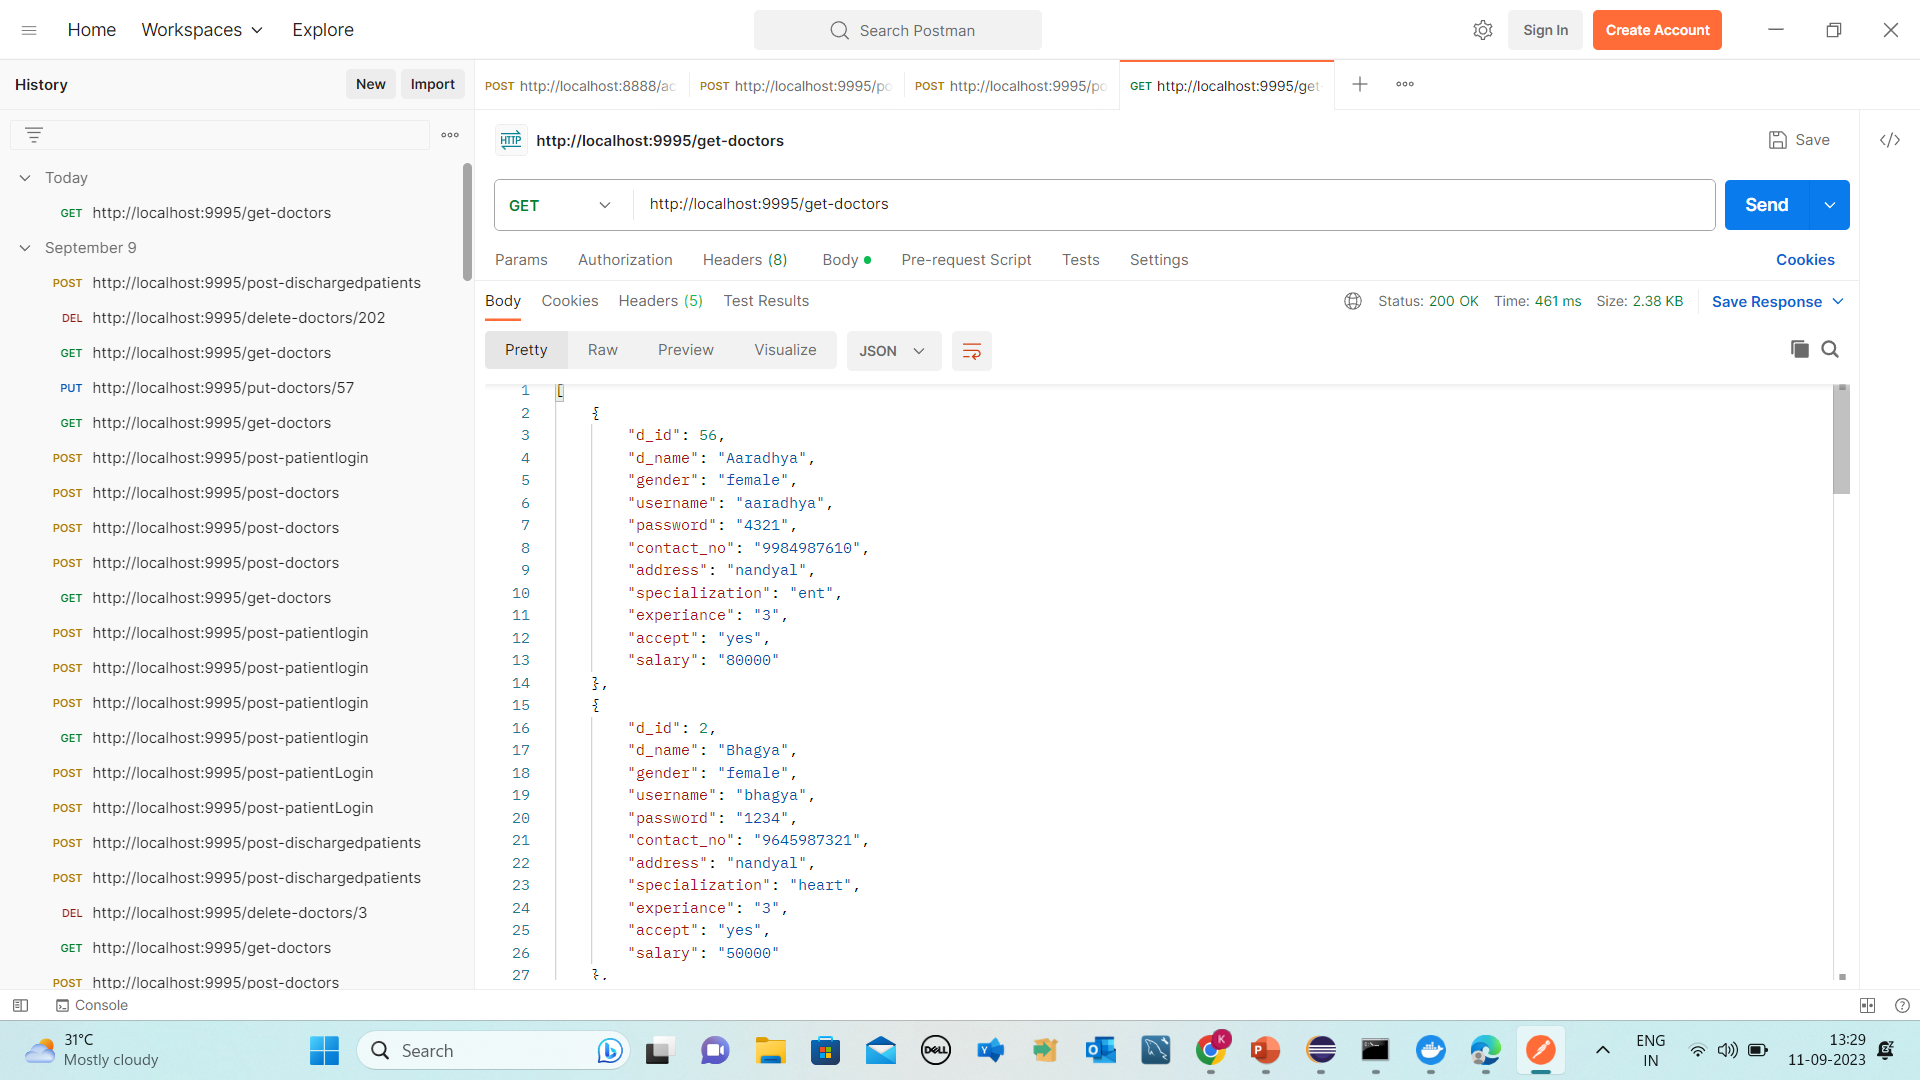 Home
Workspaces
Explore
Search Postman
Sign In
Create Account
History
New
Import
POST http://localhost:8888/ac
POST http://localhost:9995/po
POST http://localhost:9995/po
GET http://localhost:9995/get
HTTP http://localhost:9995/get-doctors
Save
</>
Today
GET http://localhost:9995/get-doctors
September 9
POST http://localhost:9995/post-dischargedpatients
DEL http://localhost:9995/delete-doctors/202
GET http://localhost:9995/get-doctors
PUT http://localhost:9995/put-doctors/57
GET http://localhost:9995/get-doctors
POST http://localhost:9995/post-patientlogin
POST http://localhost:9995/post-doctors
POST http://localhost:9995/post-doctors
POST http://localhost:9995/post-doctors
GET http://localhost:9995/get-doctors
POST http://localhost:9995/post-patientlogin
POST http://localhost:9995/post-patientlogin
POST http://localhost:9995/post-patientlogin
GET http://localhost:9995/post-patientlogin
POST http://localhost:9995/post-patientLogin
POST http://localhost:9995/post-patientLogin
POST http://localhost:9995/post-dischargedpatients
POST http://localhost:9995/post-dischargedpatients
DEL http://localhost:9995/delete-doctors/3
GET http://localhost:9995/get-doctors
POST http://localhost:9995/post-doctors
GET http://localhost:9995/get-doctors
Send
Params Authorization Headers (8) Body Pre-request Script Tests Settings Cookies
Body Cookies Headers (5) Test Results Status: 200 OK Time: 461 ms Size: 2.38 KB Save Response
Pretty Raw Preview Visualize JSON
1 [
2 {
3 "d_id": 56,
4 "d_name": "Aaradhya",
5 "gender": "female",
6 "username": "aaradhya",
7 "password": "4321",
8 "contact_no": "9984987610",
9 "address": "nandyal",
10 "specialization": "ent",
11 "experiance": "3",
12 "accept": "yes",
13 "salary": "80000"
14 },
15 {
16 "d_id": 2,
17 "d_name": "Bhagya",
18 "gender": "female",
19 "username": "bhagya",
20 "password": "1234",
21 "contact_no": "9645987321",
22 "address": "nandyal",
23 "specialization": "heart",
24 "experiance": "3",
25 "accept": "yes",
26 "salary": "50000"
27 },
Console
31°C
Mostly cloudy
Search
DELL
K
P
ENG
IN
13:29
11-09-2023